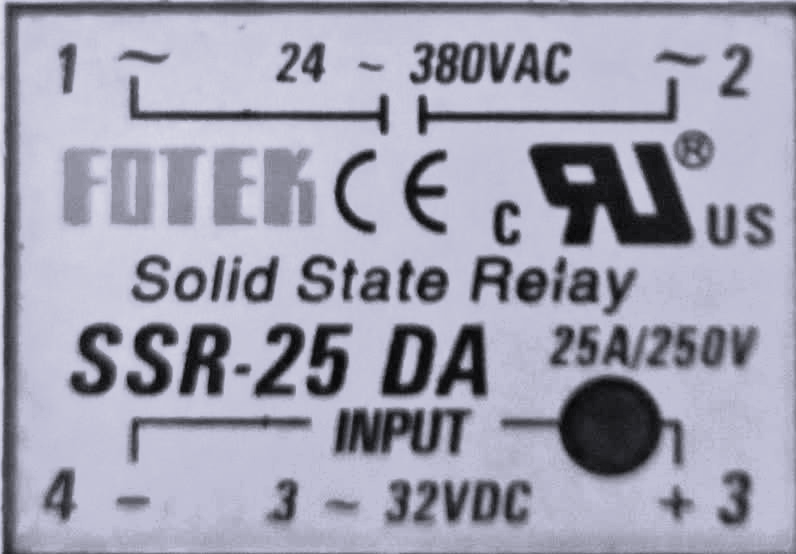 1 ~ 24 ~ 380VAC ~ 2
FOTEK CE c RU ® US
Solid State Relay
SSR-25 DA 25A/250V
INPUT
4 - 3 ~ 32VDC + 3